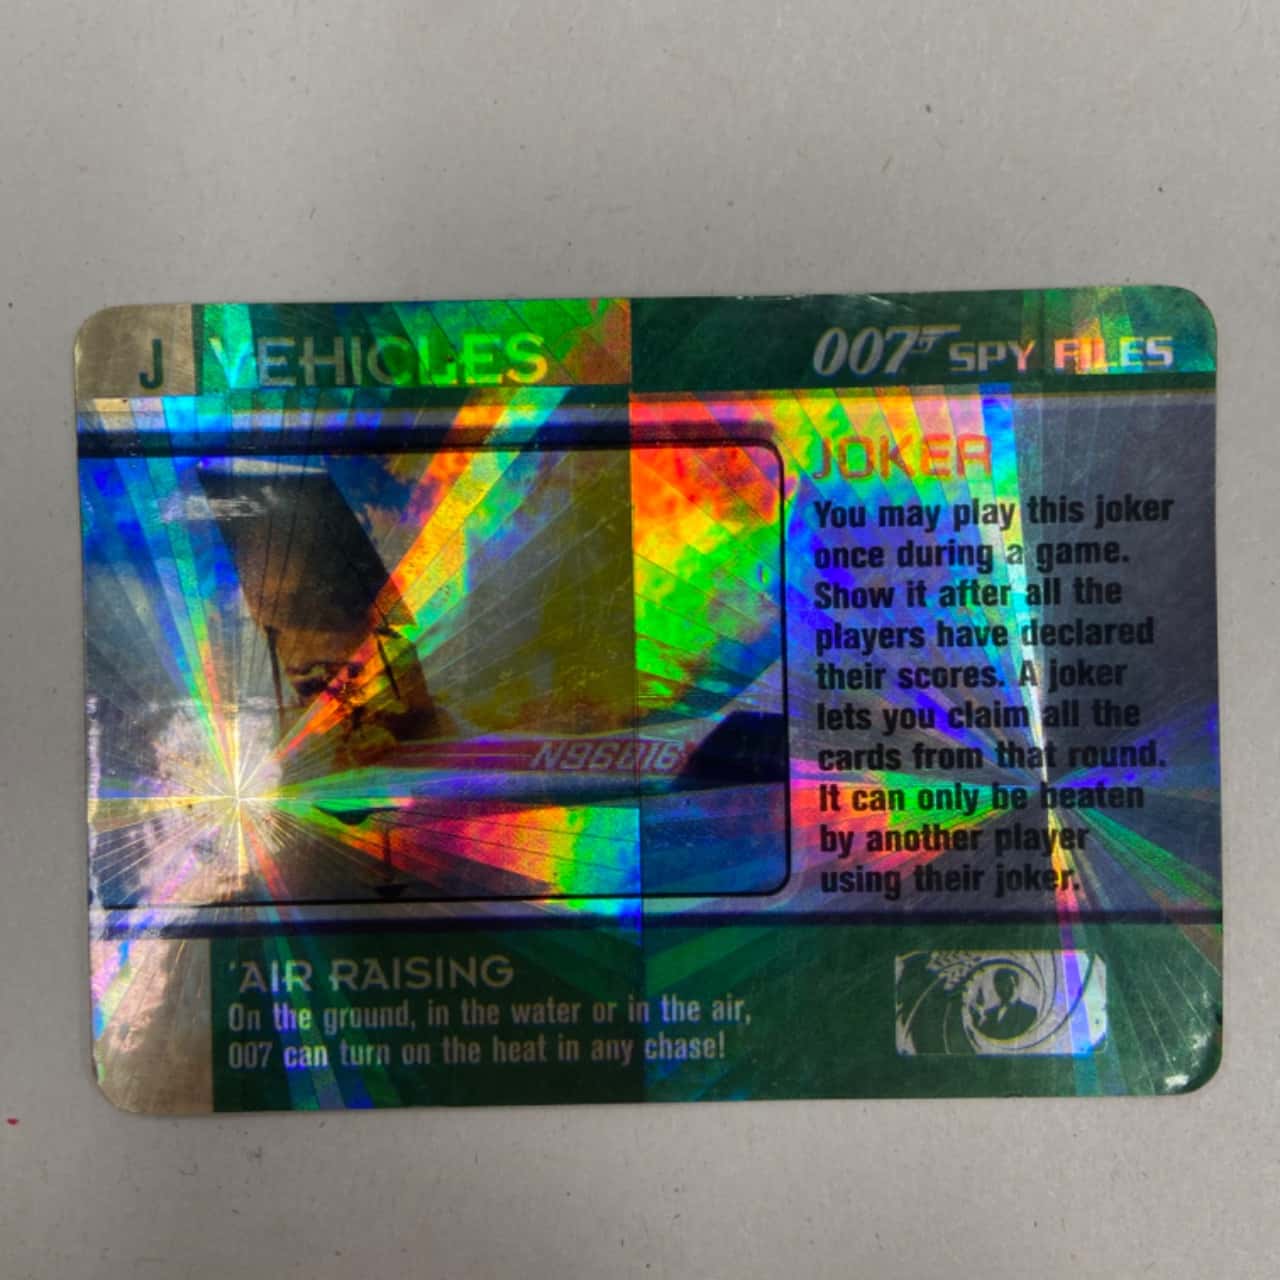 J VEHICLES
007 SPY FILES
JOKER
You may play this joker
once during a game.
Show it after all the
players have declared
their scores. A joker
lets you claim all the
cards from that round.
It can only be beaten
by another player
using their joker.
N96816
'AIR RAISING
On the ground, in the water or in the air,
007 can turn on the heat in any chase!